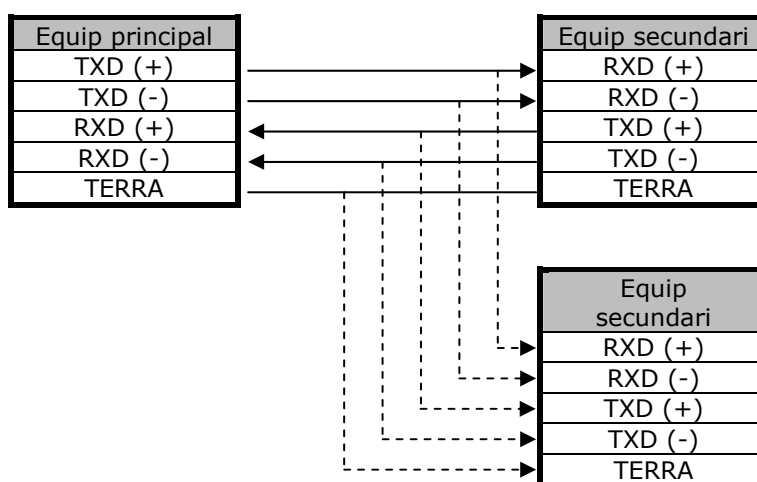 Equip principal
TXD (+)
TXD (-)
RXD (+)
RXD (-)
TERRA
Equip secundari
RXD (+)
RXD (-)
TXD (+)
TXD (-)
TERRA
Equip
secundari
RXD (+)
RXD (-)
TXD (+)
TXD (-)
TERRA